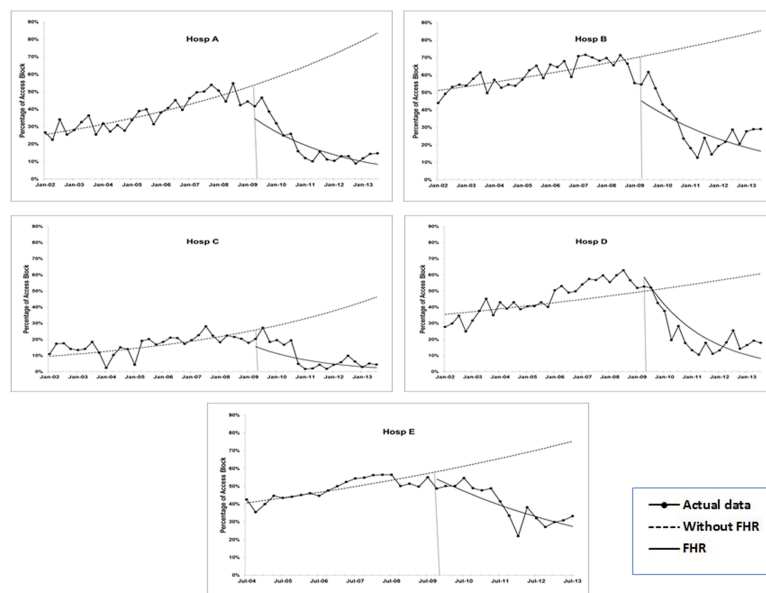 Hosp A
Percentage of Access Block
90%
80%
70%
60%
50%
40%
30%
20%
10%
0%
Jan-02 Jan-03 Jan-04 Jan-05 Jan-06 Jan-07 Jan-08 Jan-09 Jan-10 Jan-11 Jan-12 Jan-13
Hosp B
Percentage of Access Block
90%
80%
70%
60%
50%
40%
30%
20%
10%
0%
Jan-02 Jan-03 Jan-04 Jan-05 Jan-06 Jan-07 Jan-08 Jan-09 Jan-10 Jan-11 Jan-12 Jan-13
Hosp C
Percentage of Access Block
90%
80%
70%
60%
50%
40%
30%
20%
10%
0%
Jan-02 Jan-03 Jan-04 Jan-05 Jan-06 Jan-07 Jan-08 Jan-09 Jan-10 Jan-11 Jan-12 Jan-13
Hosp D
Percentage of Access Block
90%
80%
70%
60%
50%
40%
30%
20%
10%
0%
Jan-02 Jan-03 Jan-04 Jan-05 Jan-06 Jan-07 Jan-08 Jan-09 Jan-10 Jan-11 Jan-12 Jan-13
Hosp E
Percentage of Access Block
90%
80%
70%
60%
50%
40%
30%
20%
10%
0%
Jul-04 Jul-05 Jul-06 Jul-07 Jul-08 Jul-09 Jul-10 Jul-11 Jul-12 Jul-13
Actual data
Without FHR
FHR